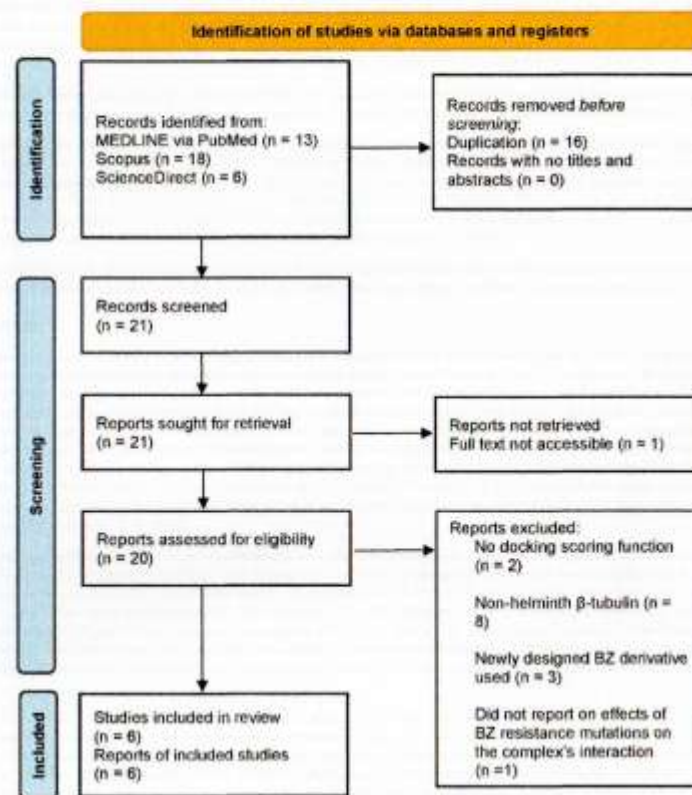 Identification of studies via databases and registers
Identification
Records identified from:
MEDLINE via PubMed (n = 13)
Scopus (n = 18)
ScienceDirect (n = 6)
Records removed before
screening:
Duplication (n = 16)
Records with no titles and
abstracts (n = 0)
Screening
Records screened
(n = 21)
Reports sought for retrieval
(n = 21)
Reports not retrieved
Full text not accessible (n = 1)
Reports assessed for eligibility
(n = 20)
Reports excluded:
No docking scoring function
(n = 2)
Non-helminth β-tubulin (n =
8)
Newly designed BZ derivative
used (n = 3)
Did not report on effects of
BZ resistance mutations on
the complex's interaction
(n =1)
Included
Studies included in review
(n = 6)
Reports of included studies
(n = 6)